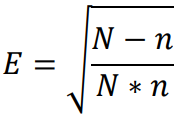 E = √((N − n) / (N * n))